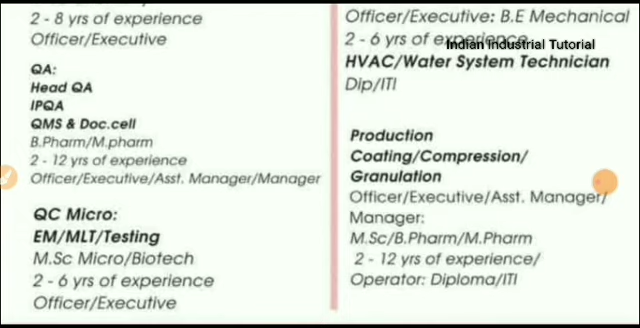 2 - 8 yrs of experience
Officer/Executive
QA:
Head QA
IPQA
QMS & Doc.cell
B.Pharm/M.pharm
2 - 12 yrs of experience
Officer/Executive/Asst. Manager/Manager
QC Micro:
EM/MLT/Testing
M.Sc Micro/Biotech
2 - 6 yrs of experience
Officer/Executive
Officer/Executive: B.E Mechanical
2 - 6 yrs of experience
Indian Industrial Tutorial
HVAC/Water System Technician
Dip/ITI
Production
Coating/Compression/
Granulation
Officer/Executive/Asst. Manager/
Manager:
M.Sc/B.Pharm/M.Pharm
2 - 12 yrs of experience/
Operator: Diploma/ITI